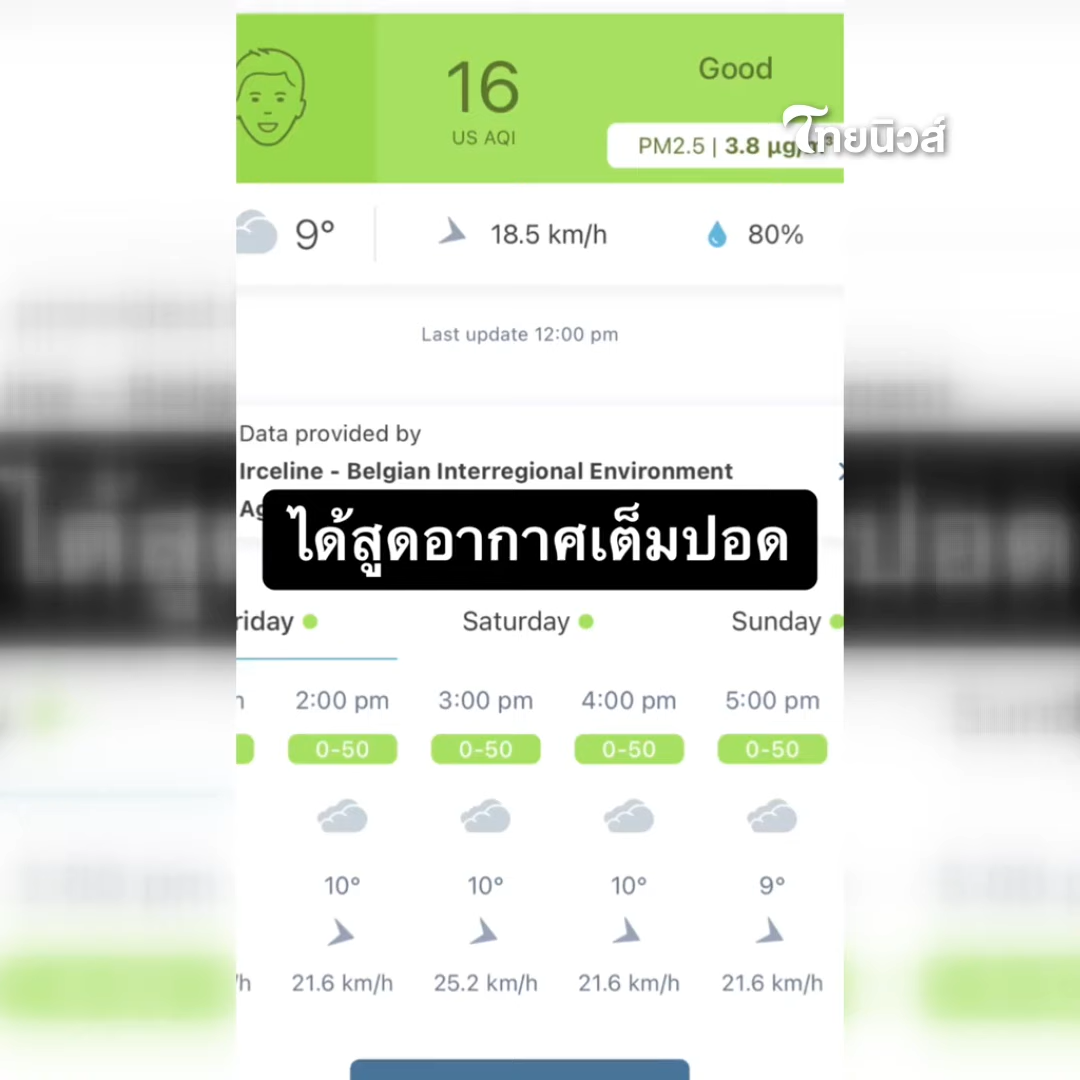 16
US AQI
Good
PM2.5 | 3.8 µg/m³
ไทยนิวส์
9°
18.5 km/h
80%
Last update 12:00 pm
Data provided by
Irceline - Belgian Interregional Environment
ได้สูดอากาศเต็มปอด
riday
Saturday
Sunday
2:00 pm 3:00 pm 4:00 pm 5:00 pm
0-50 0-50 0-50 0-50
10° 10° 10° 9°
/h 21.6 km/h 25.2 km/h 21.6 km/h 21.6 km/h